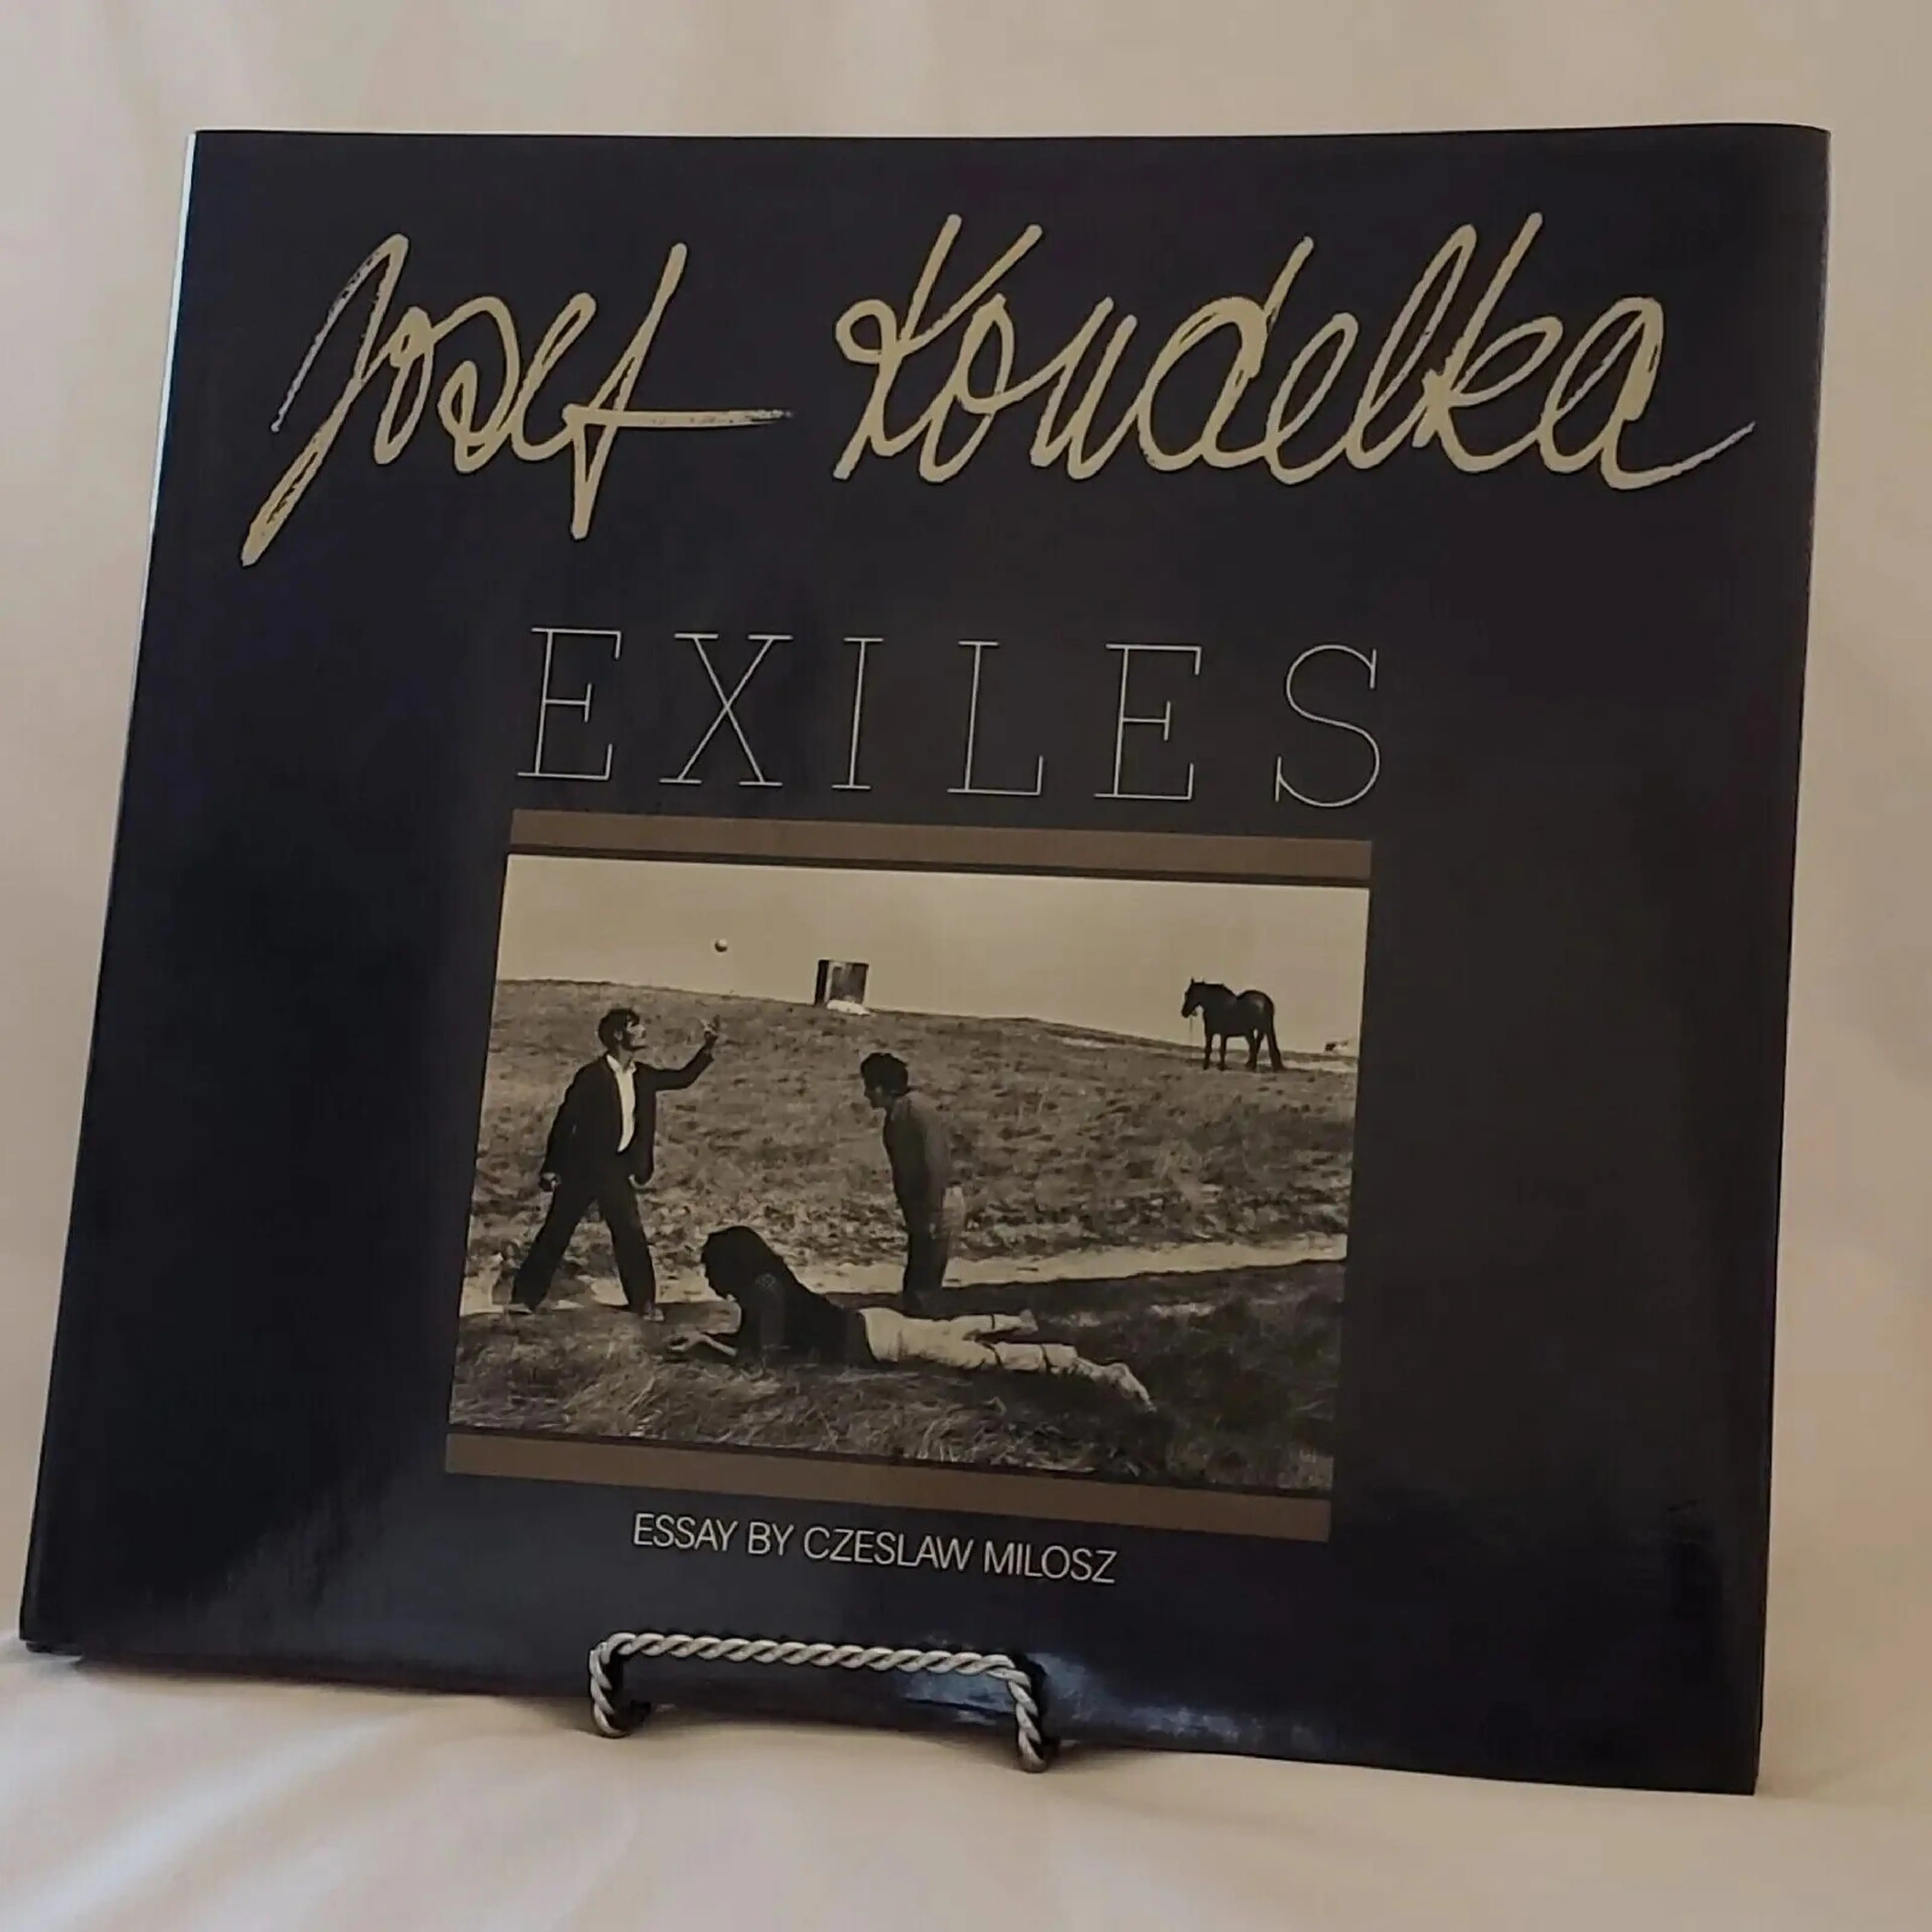 Josef Koudelka
EXILES
ESSAY BY CZESLAW MILOSZ